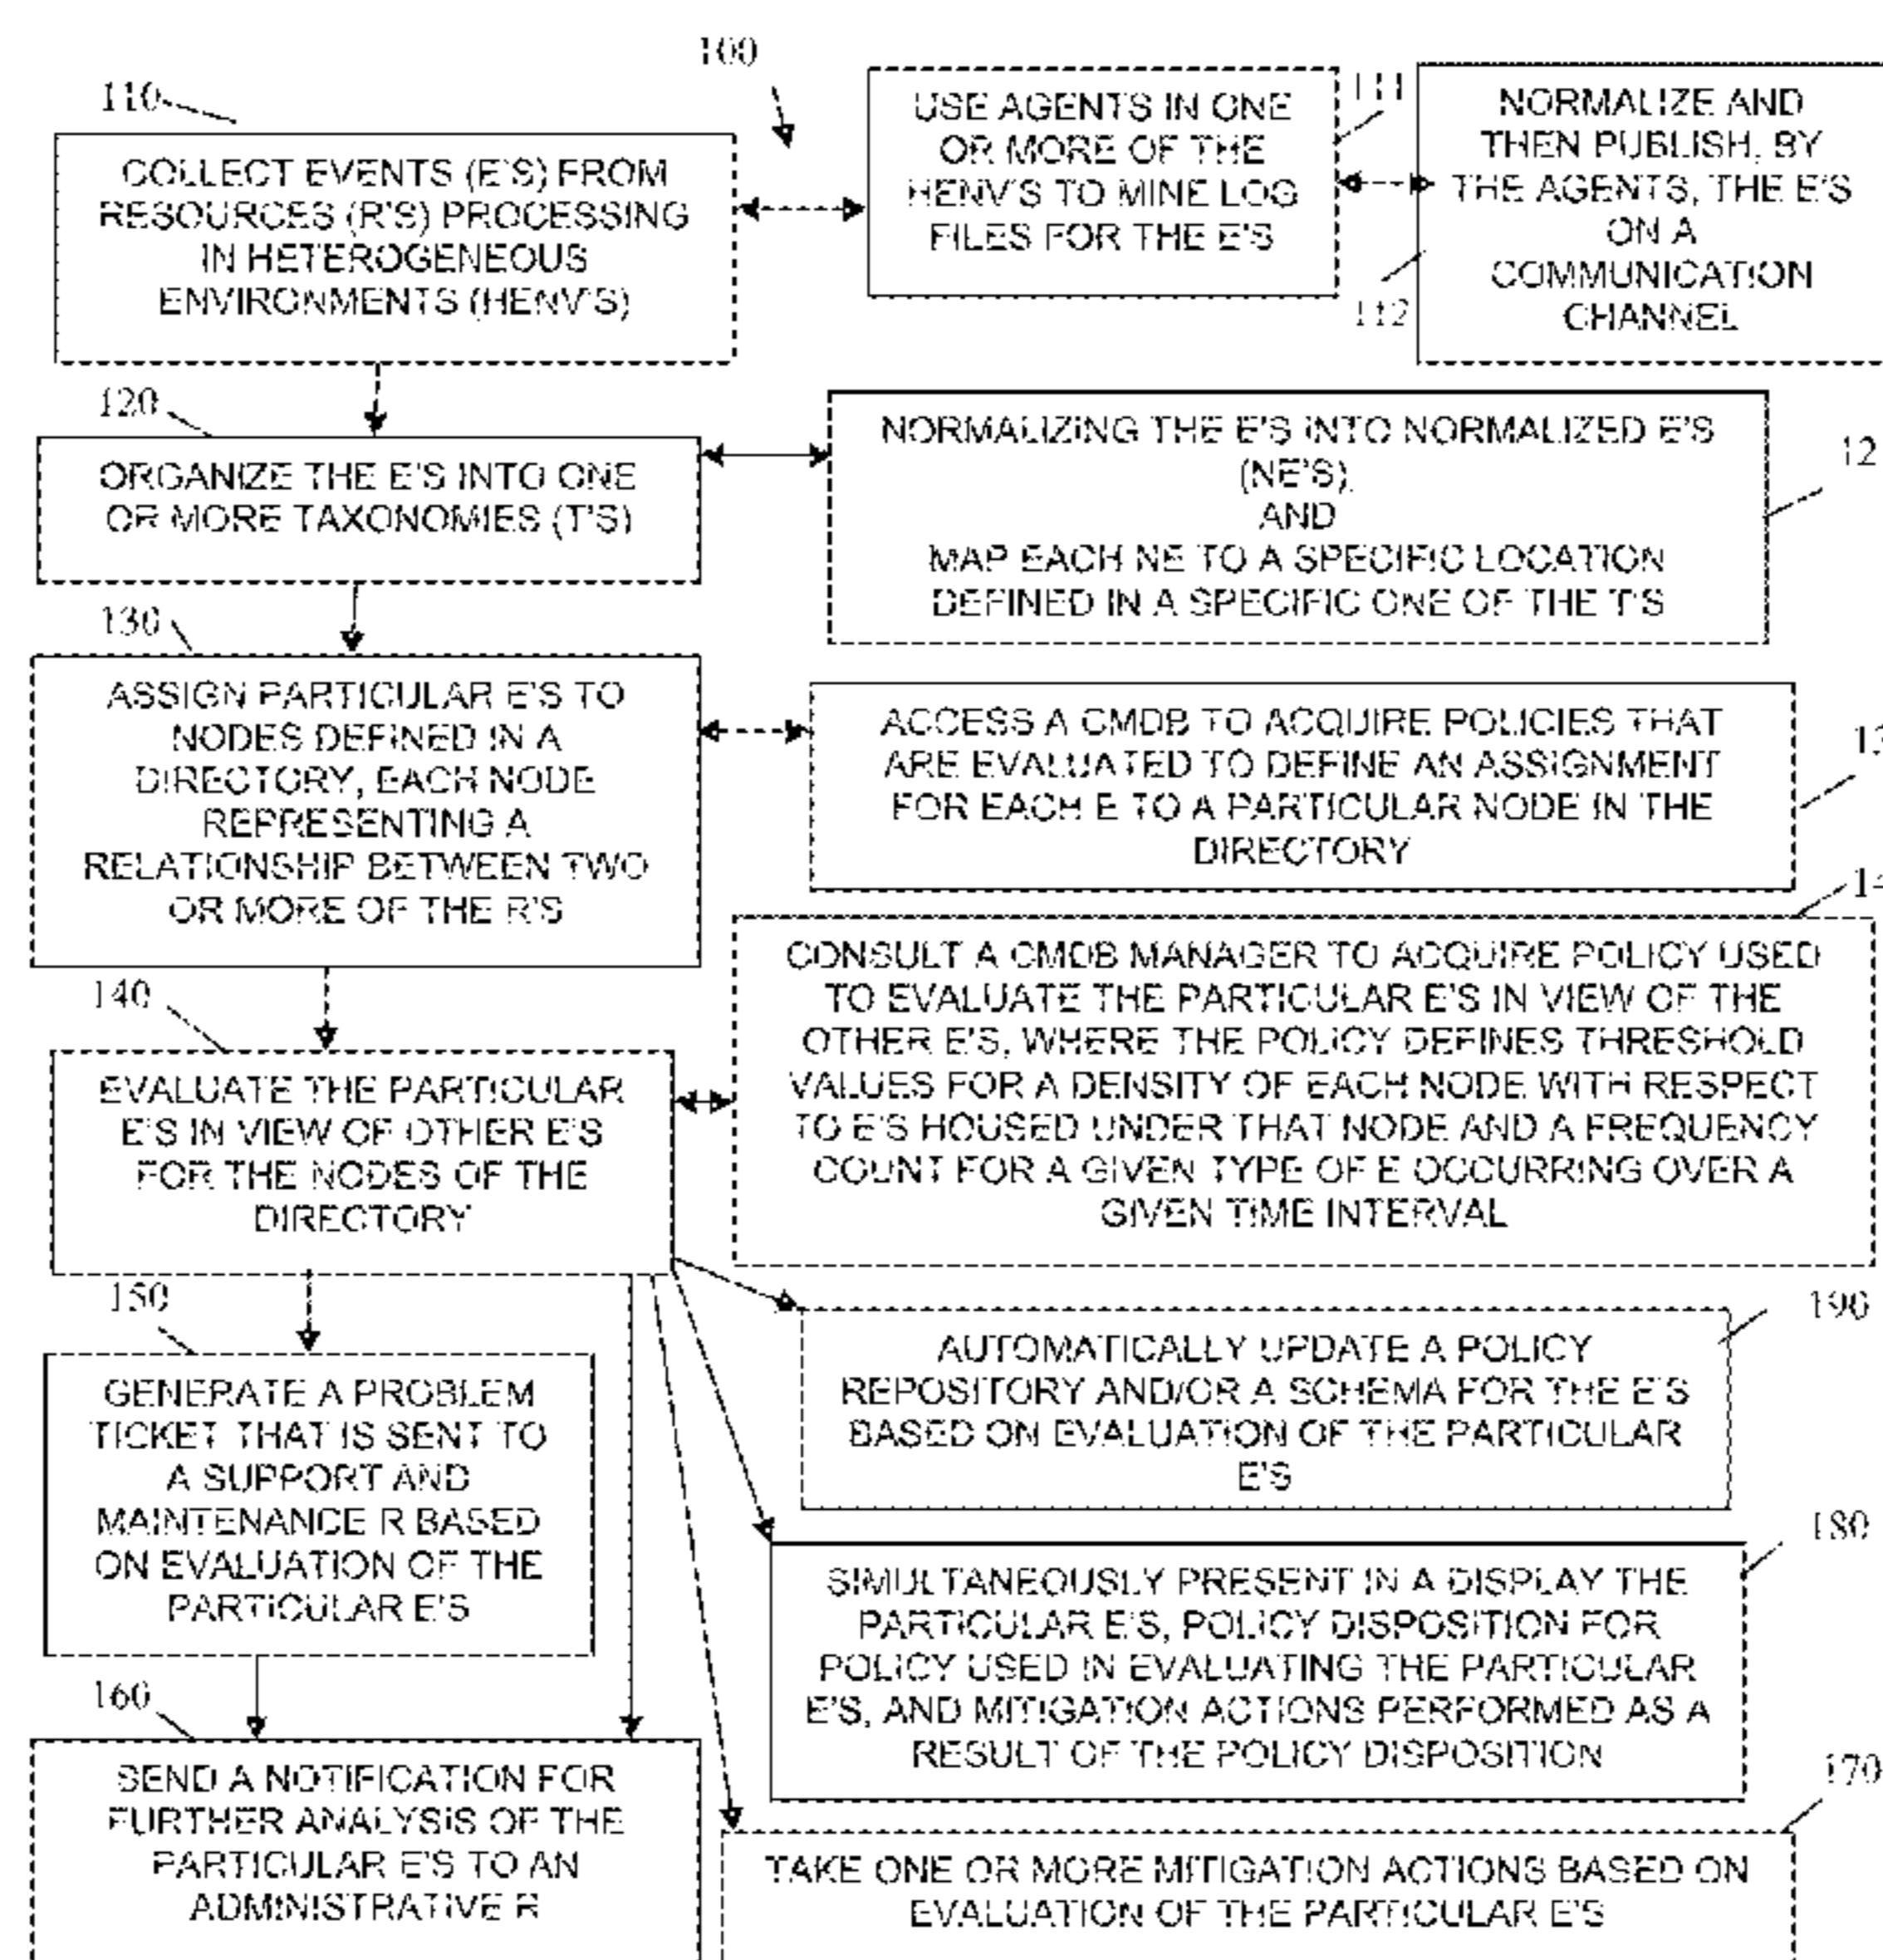 100
110
COLLECT EVENTS (E'S) FROM
RESOURCES (R'S) PROCESSING
IN HETEROGENEOUS
ENVIRONMENTS (HENV'S)
USE AGENTS IN ONE
OR MORE OF THE
HENV'S TO MINE LOG
FILES FOR THE E'S
111
NORMALIZE AND
THEN PUBLISH, BY
THE AGENTS, THE E'S
ON A
COMMUNICATION
CHANNEL
112
120
ORGANIZE THE E'S INTO ONE
OR MORE TAXONOMIES (T'S)
NORMALIZING THE E'S INTO NORMALIZED E'S
(NE'S)
AND
MAP EACH NE TO A SPECIFIC LOCATION
DEFINED IN A SPECIFIC ONE OF THE T'S
12
130
ASSIGN PARTICULAR E'S TO
NODES DEFINED IN A
DIRECTORY, EACH NODE
REPRESENTING A
RELATIONSHIP BETWEEN TWO
OR MORE OF THE R'S
ACCESS A CMDB TO ACQUIRE POLICIES THAT
ARE EVALUATED TO DEFINE AN ASSIGNMENT
FOR EACH E TO A PARTICULAR NODE IN THE
DIRECTORY
13
14
140
EVALUATE THE PARTICULAR
E'S IN VIEW OF OTHER E'S
FOR THE NODES OF THE
DIRECTORY
CONSULT A CMDB MANAGER TO ACQUIRE POLICY USED
TO EVALUATE THE PARTICULAR E'S IN VIEW OF THE
OTHER E'S, WHERE THE POLICY DEFINES THRESHOLD
VALUES FOR A DENSITY OF EACH NODE WITH RESPECT
TO E'S HOUSED UNDER THAT NODE AND A FREQUENCY
COUNT FOR A GIVEN TYPE OF E OCCURRING OVER A
GIVEN TIME INTERVAL
150
GENERATE A PROBLEM
TICKET THAT IS SENT TO
A SUPPORT AND
MAINTENANCE R BASED
ON EVALUATION OF THE
PARTICULAR E'S
190
AUTOMATICALLY UPDATE A POLICY
REPOSITORY AND/OR A SCHEMA FOR THE E'S
BASED ON EVALUATION OF THE PARTICULAR
E'S
180
SIMULTANEOUSLY PRESENT IN A DISPLAY THE
PARTICULAR E'S, POLICY DISPOSITION FOR
POLICY USED IN EVALUATING THE PARTICULAR
E'S, AND MITIGATION ACTIONS PERFORMED AS A
RESULT OF THE POLICY DISPOSITION
160
SEND A NOTIFICATION FOR
FURTHER ANALYSIS OF THE
PARTICULAR E'S TO AN
ADMINISTRATIVE R
170
TAKE ONE OR MORE MITIGATION ACTIONS BASED ON
EVALUATION OF THE PARTICULAR E'S